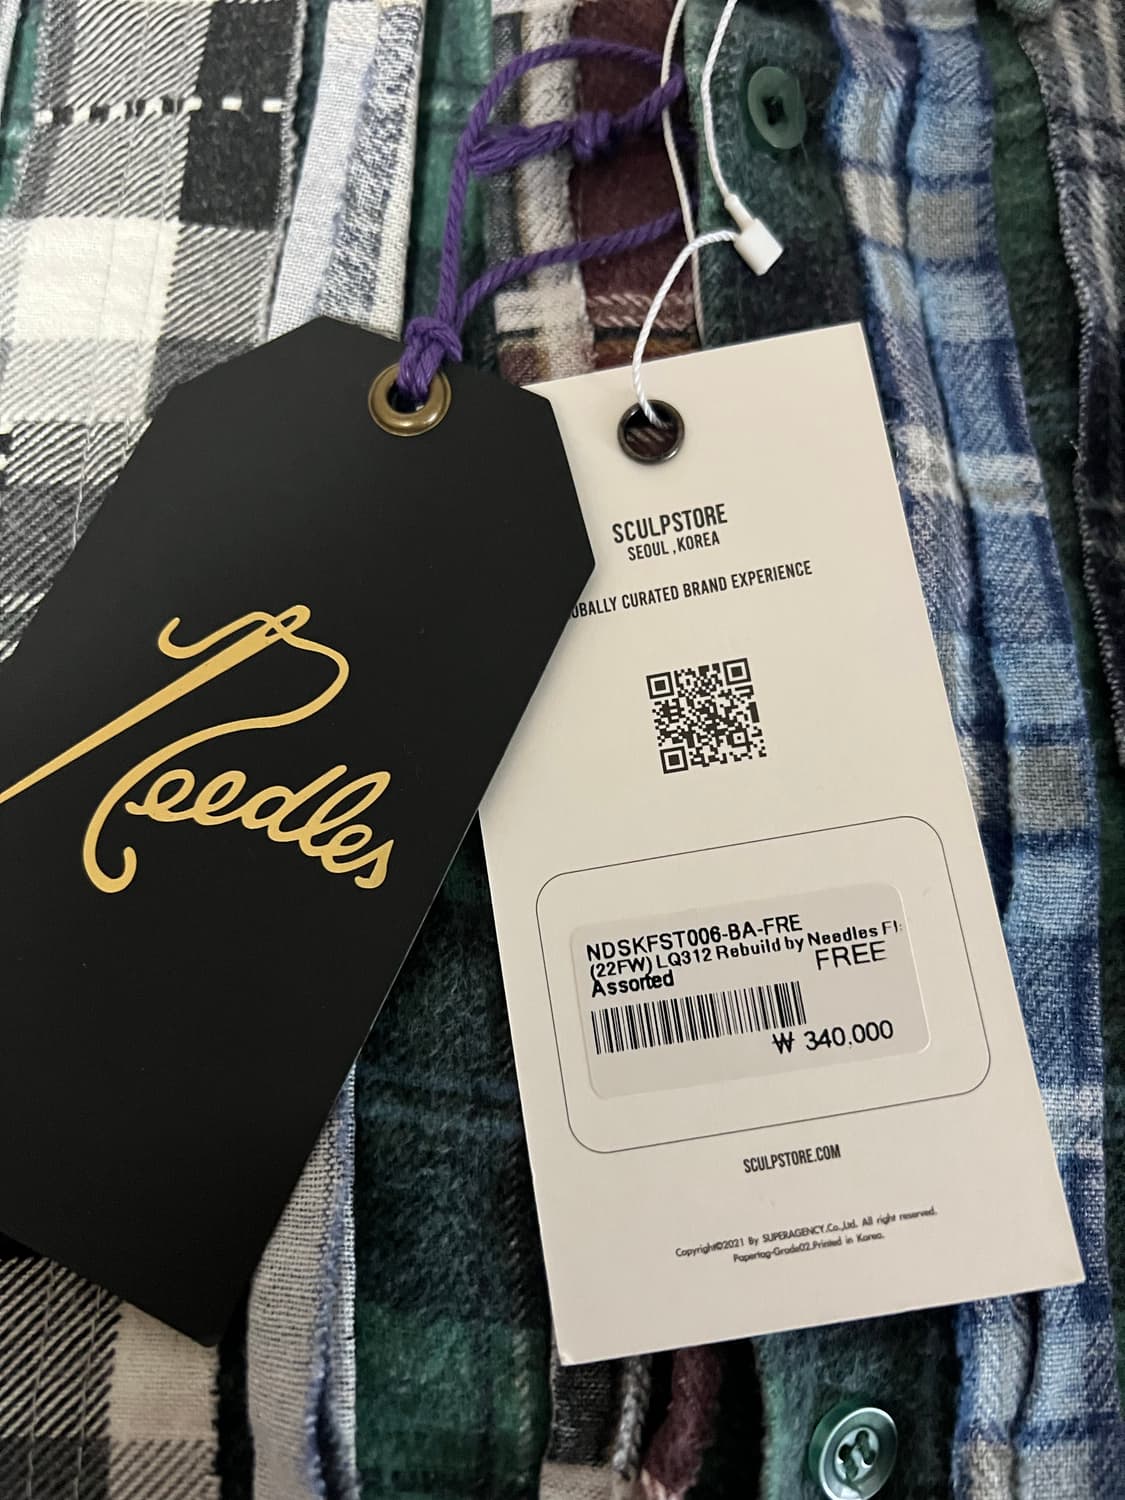 Needles
SCULPSTORE
SEOUL ,KOREA
CURATED BRAND EXPERIENCE
NDSKFST006-BA-FRE
(22FW) LQ312 Rebuild by Needles
FREE
Assorted
₩ 340,000
SCULPSTORE.COM
Copyright©2021 By SUPERAGENCY.Co.,Ltd. All right reserved.
Papertag-Grade02.Printed in Korea.